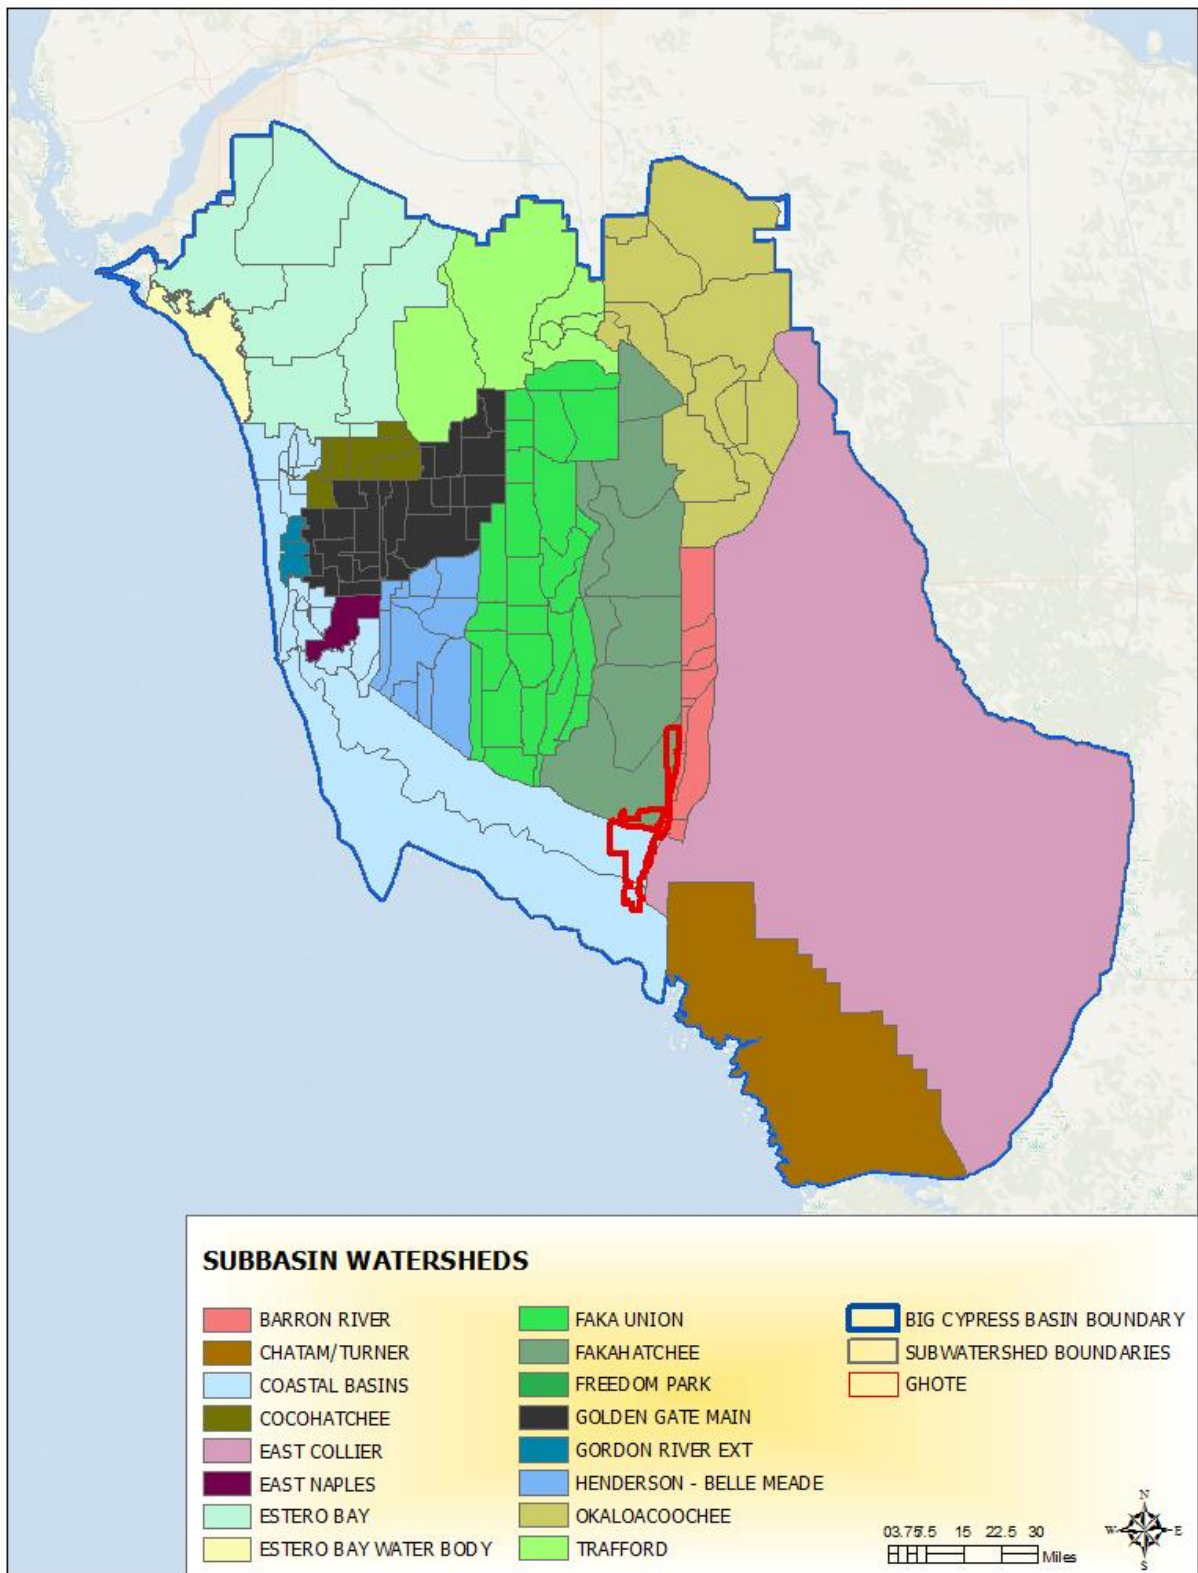 SUBBASIN WATERSHEDS
BARRON RIVER
CHATAM/TURNER
COASTAL BASINS
COCOHATCHEE
EAST COLLIER
EAST NAPLES
ESTERO BAY
ESTERO BAY WATER BODY
FAKA UNION
FAKAHATCHEE
FREEDOM PARK
GOLDEN GATE MAIN
GORDON RIVER EXT
HENDERSON - BELLE MEADE
OKALOACOOCHEE
TRAFFORD
BIG CYPRESS BASIN BOUNDARY
SUBWATERSHED BOUNDARIES
GHOTE
03.757.5 15 22.5 30
Miles
N
W E
S